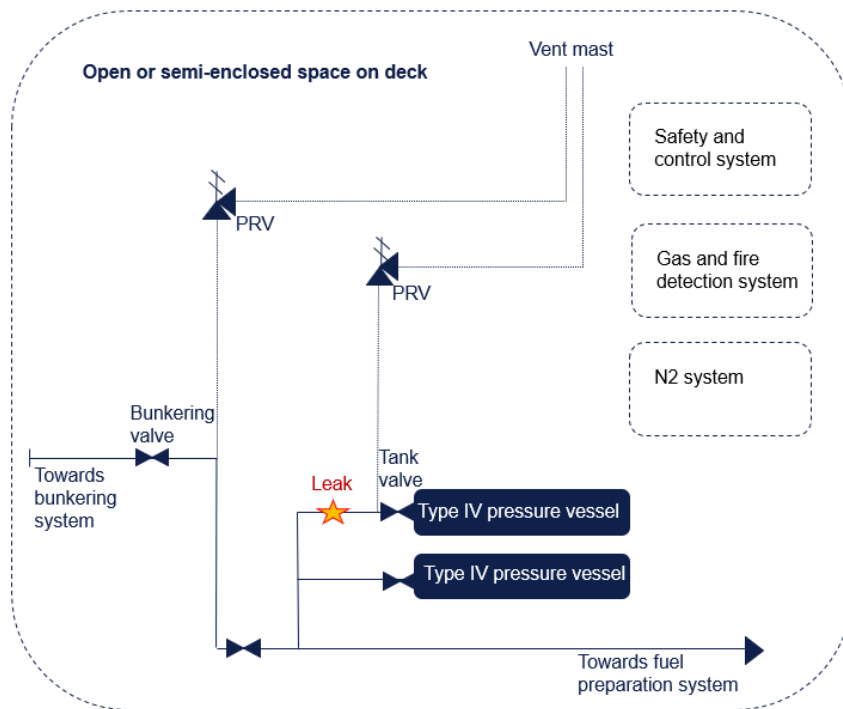 Vent mast
Open or semi-enclosed space on deck
Safety and
control system
PRV
Gas and fire
detection system
PRV
N2 system
Bunkering
valve
Tank
valve
Towards
bunkering
system
Leak
Type IV pressure vessel
Type IV pressure vessel
Towards fuel
preparation system